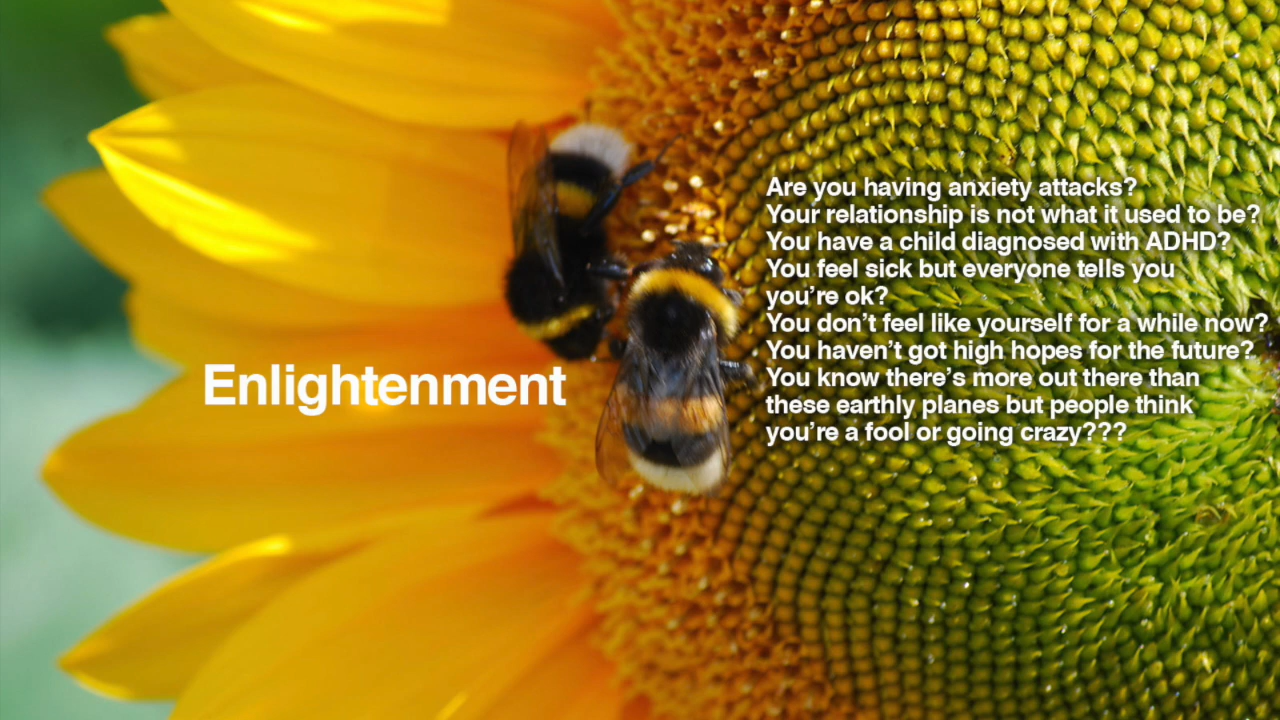 Enlightenment
Are you having anxiety attacks?
Your relationship is not what it used to be?
You have a child diagnosed with ADHD?
You feel sick but everyone tells you
you’re ok?
You don’t feel like yourself for a while now?
You haven’t got high hopes for the future?
You know there’s more out there than
these earthly planes but people think
you’re a fool or going crazy???